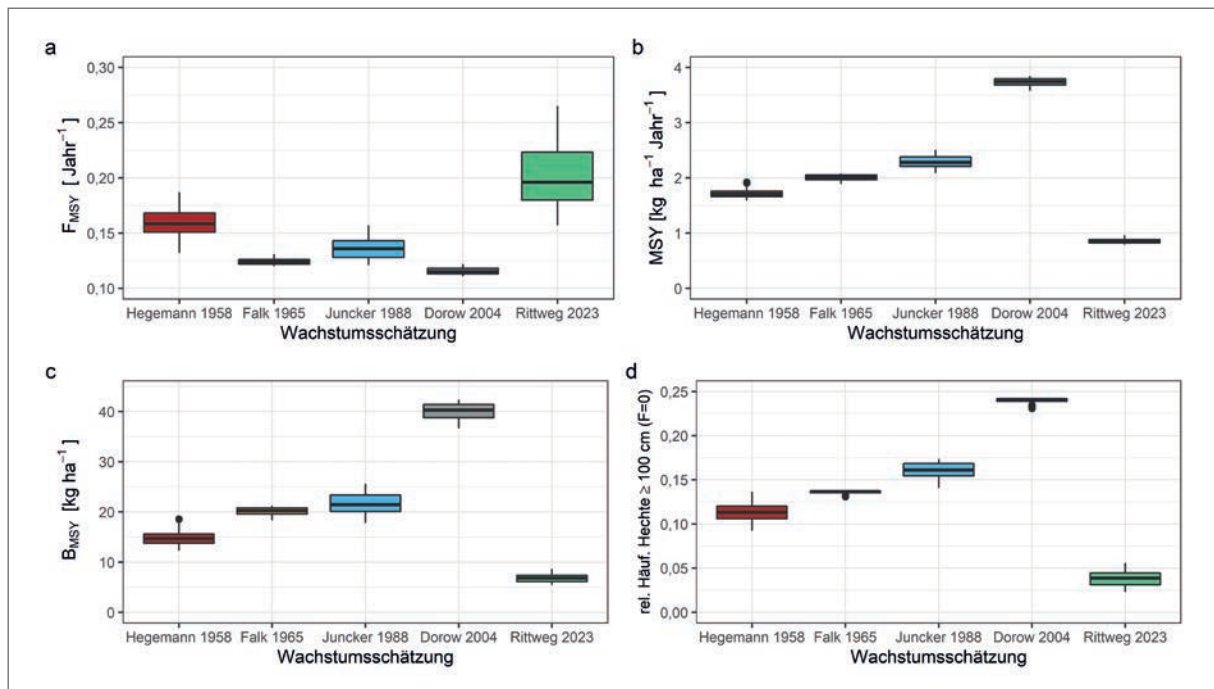 a
0,30
0,25
0,20
0,15
0,10
F_MSY [ Jahr⁻¹ ]
Hegemann 1958 Falk 1965 Juncker 1988 Dorow 2004 Rittweg 2023
Wachstumsschätzung
b
4
3
2
1
0
MSY [kg ha⁻¹ Jahr⁻¹]
Hegemann 1958 Falk 1965 Juncker 1988 Dorow 2004 Rittweg 2023
Wachstumsschätzung
c
40
30
20
10
0
B_MSY [kg ha⁻¹ ]
Hegemann 1958 Falk 1965 Juncker 1988 Dorow 2004 Rittweg 2023
Wachstumsschätzung
d
0,25
0,20
0,15
0,10
0,05
0,00
rel. Häuf. Hechte ≥ 100 cm (F=0)
Hegemann 1958 Falk 1965 Juncker 1988 Dorow 2004 Rittweg 2023
Wachstumsschätzung